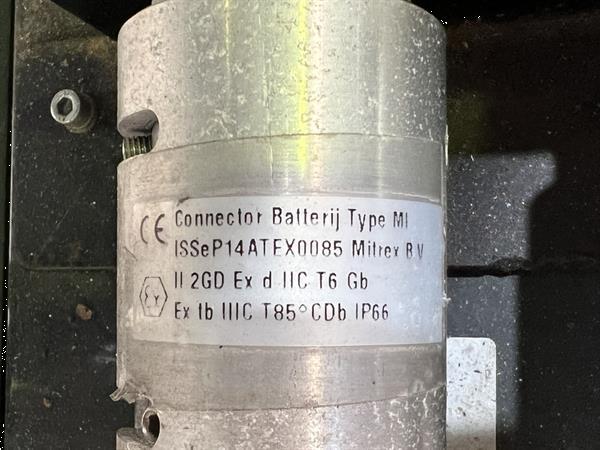 CE Connector Batterij Type MI
ISSeP14ATEX0085 Mitrex B.V
Ex II 2GD Ex d IIC T6 Gb
Ex tb IIIC T85°CDb IP66